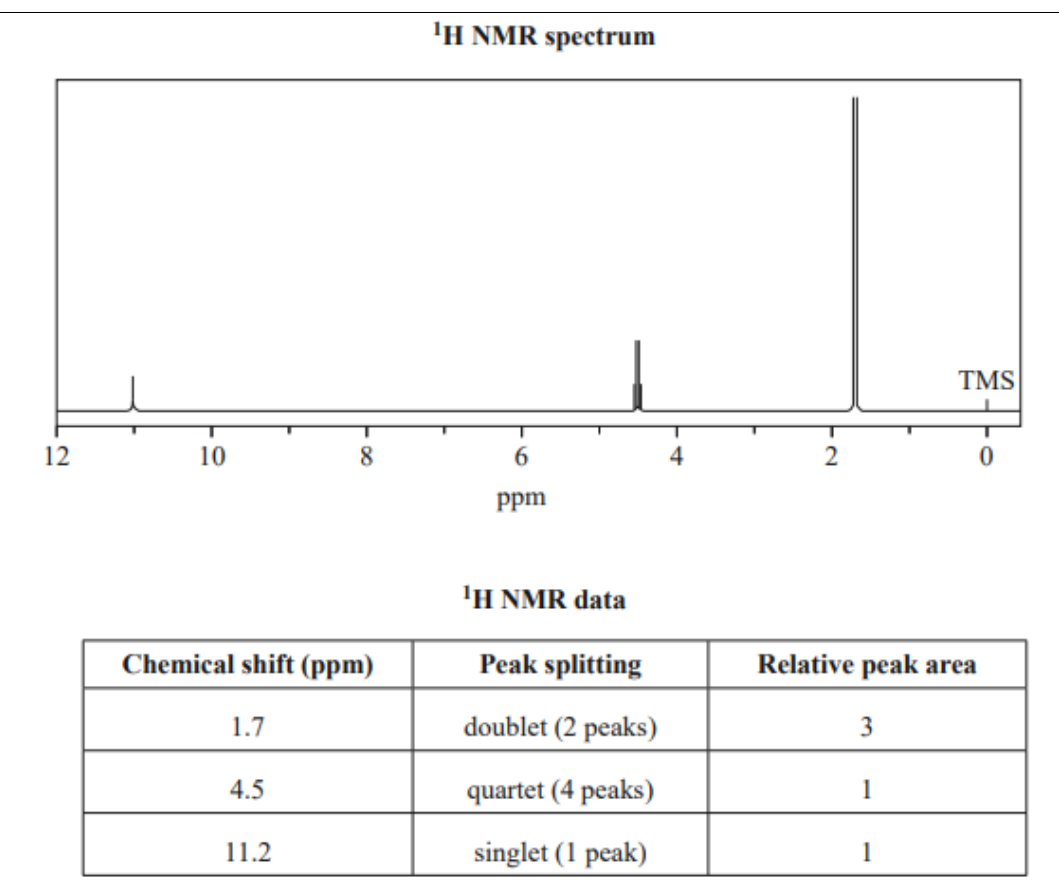 ¹H NMR spectrum
TMS
12 10 8 6 4 2 0
ppm
¹H NMR data
Chemical shift (ppm) Peak splitting Relative peak area
1.7 doublet (2 peaks) 3
4.5 quartet (4 peaks) 1
11.2 singlet (1 peak) 1